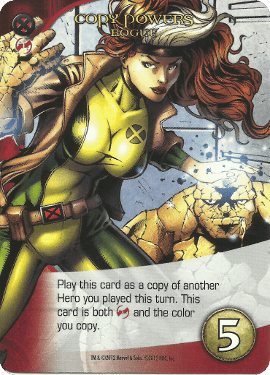 COPY POWERS
ROGUE
Play this card as a copy of another
Hero you played this turn. This
card is both and the color
you copy.
5